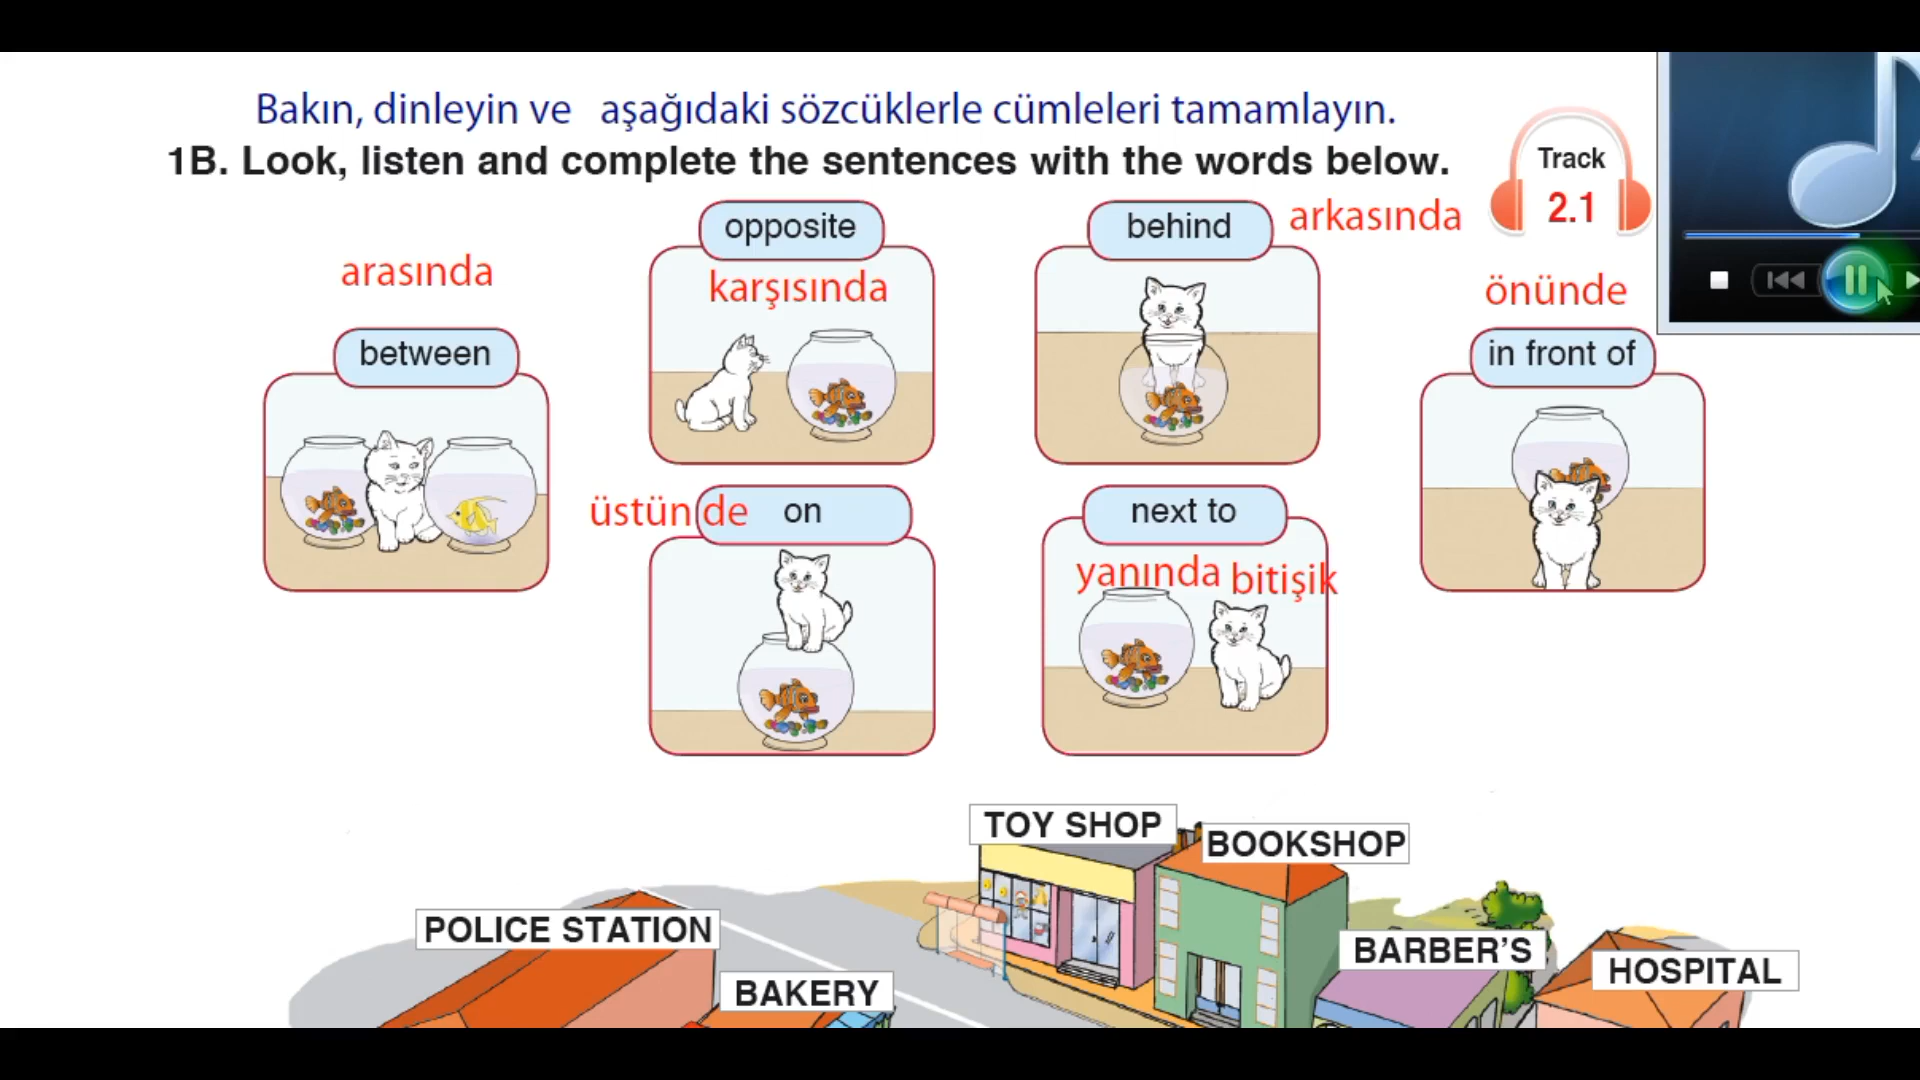 Bakın, dinleyin ve aşağıdaki sözcüklerle cümleleri tamamlayın.
1B. Look, listen and complete the sentences with the words below.
Track
2.1
opposite
karşısında
behind
arkasında
arasında
between
önünde
in front of
üstünde
on
next to
yanında bitişik
TOY SHOP
BOOKSHOP
POLICE STATION
BARBER'S
HOSPITAL
BAKERY